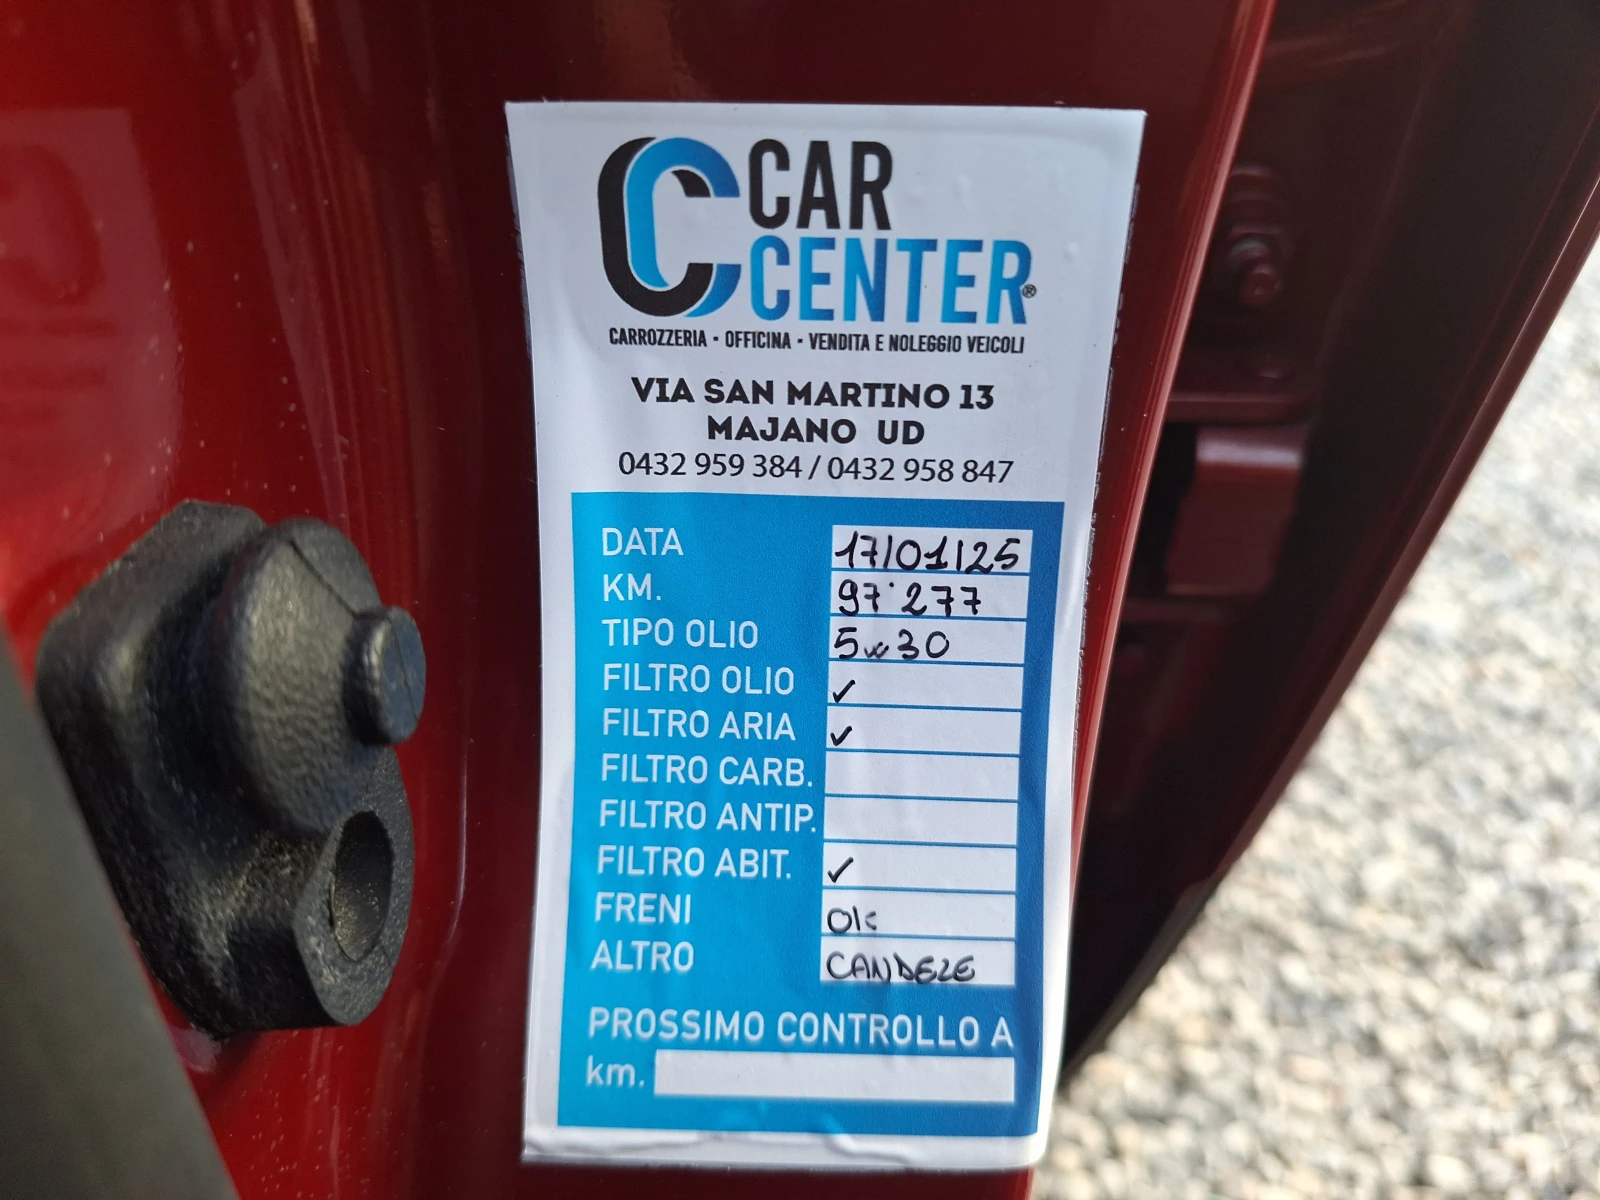 CAR
CENTER®
CARROZZERIA • OFFICINA • VENDITA E NOLEGGIO VEICOLI
VIA SAN MARTINO 13
MAJANO UD
0432 959 384 / 0432 958 847
DATA 17/01/25
KM. 97'277
TIPO OLIO 5w30
FILTRO OLIO ✓
FILTRO ARIA ✓
FILTRO CARB.
FILTRO ANTIP.
FILTRO ABIT. ✓
FRENI Ok
ALTRO CANDELE
PROSSIMO CONTROLLO A
km.